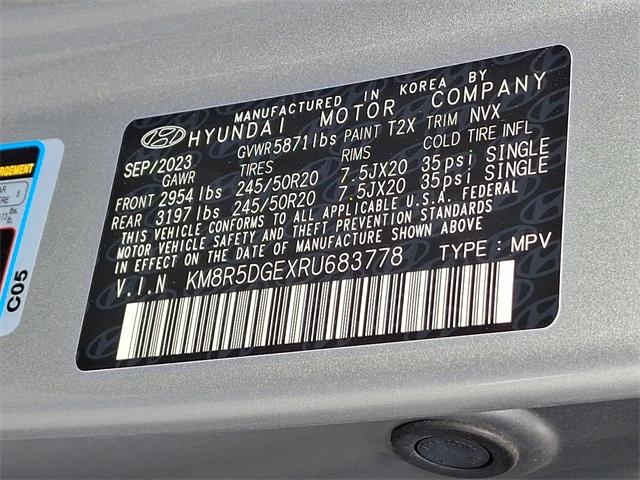 MANUFACTURED IN KOREA BY
HYUNDAI MOTOR COMPANY
SEP/2023 GVWR5871lbs PAINT T2X TRIM NVX
GAWR TIRES RIMS COLD TIRE INFL
FRONT 2954 lbs 245/50R20 7.5JX20 35psi SINGLE
REAR 3197 lbs 245/50R20 7.5JX20 35psi SINGLE
THIS VEHICLE CONFORMS TO ALL APPLICABLE U.S.A. FEDERAL
MOTOR VEHICLE SAFETY AND THEFT PREVENTION STANDARDS
IN EFFECT ON THE DATE OF MANUFACTURE SHOWN ABOVE
V.I.N KM8R5DGEXRU683778 TYPE : MPV
C05